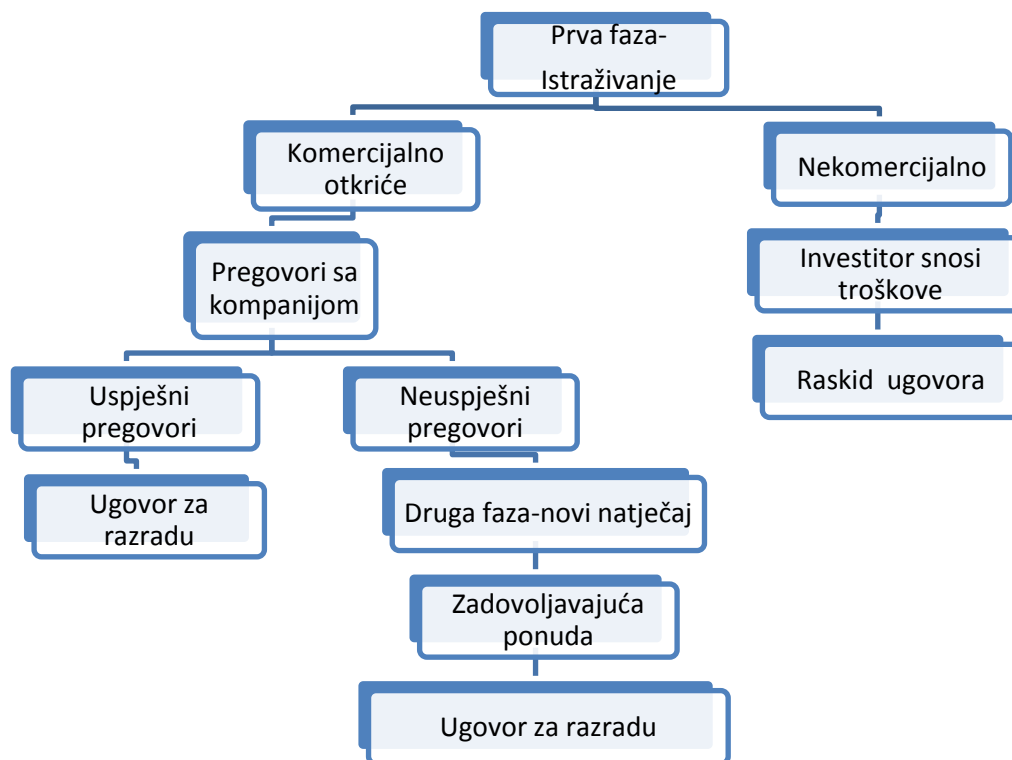 Prva faza-
Istraživanje
Komercijalno
otkriće
Nekomercijalno
Pregovori sa
kompanijom
Investitor snosi
troškove
Uspješni
pregovori
Neuspješni
pregovori
Raskid  ugovora
Ugovor za
razradu
Druga faza-novi natječaj
Zadovoljavajuća
ponuda
Ugovor za razradu